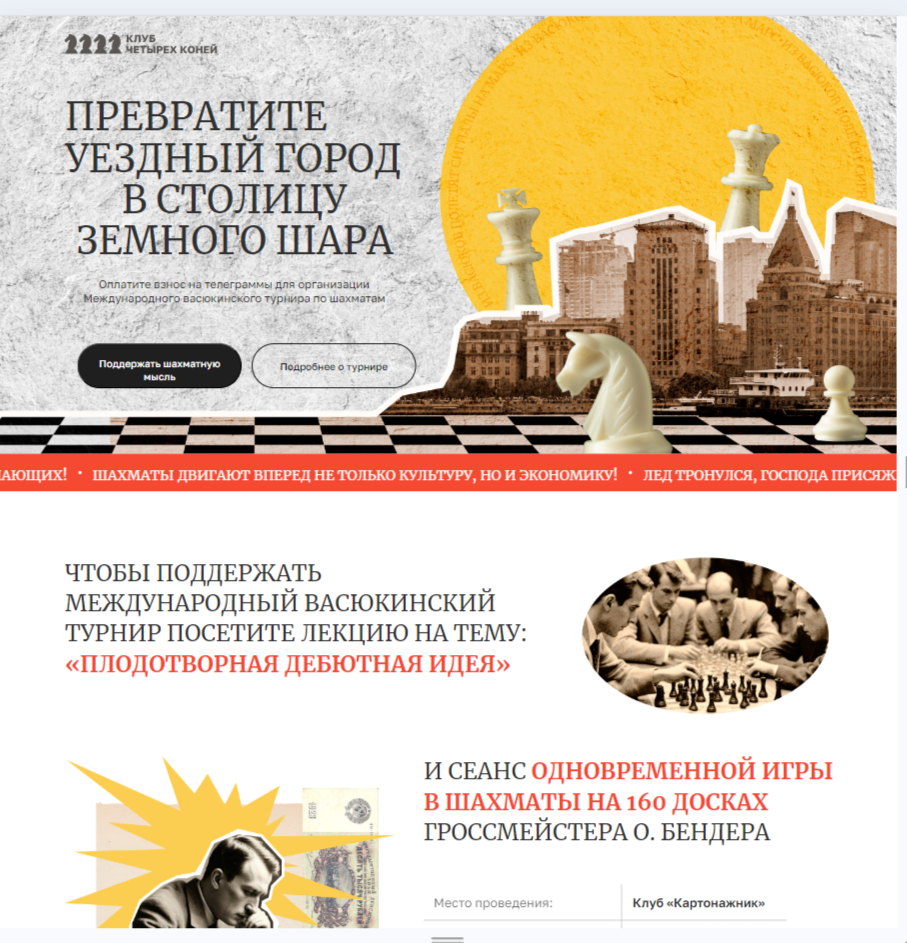 КЛУБ
ЧЕТЫРЕХ КОНЕЙ
ПРЕВРАТИТЕ
УЕЗДНЫЙ ГОРОД
В СТОЛИЦУ
ЗЕМНОГО ШАРА
Оплатите взнос на телеграммы для организации
Международного васюкинского турнира по шахматам
Поддержать шахматную
мысль
Подробнее о турнире
АЮЩИХ! • ШАХМАТЫ ДВИГАЮТ ВПЕРЕД НЕ ТОЛЬКО КУЛЬТУРУ, НО И ЭКОНОМИКУ! • ЛЕД ТРОНУЛСЯ, ГОСПОДА ПРИСЯЖ
ЧТОБЫ ПОДДЕРЖАТЬ
МЕЖДУНАРОДНЫЙ ВАСЮКИНСКИЙ
ТУРНИР ПОСЕТИТЕ ЛЕКЦИЮ НА ТЕМУ:
«ПЛОДОТВОРНАЯ ДЕБЮТНАЯ ИДЕЯ»
И СЕАНС ОДНОВРЕМЕННОЙ ИГРЫ
В ШАХМАТЫ НА 160 ДОСКАХ
ГРОССМЕЙСТЕРА О. БЕНДЕРА
Место проведения:
Клуб «Картонажник»